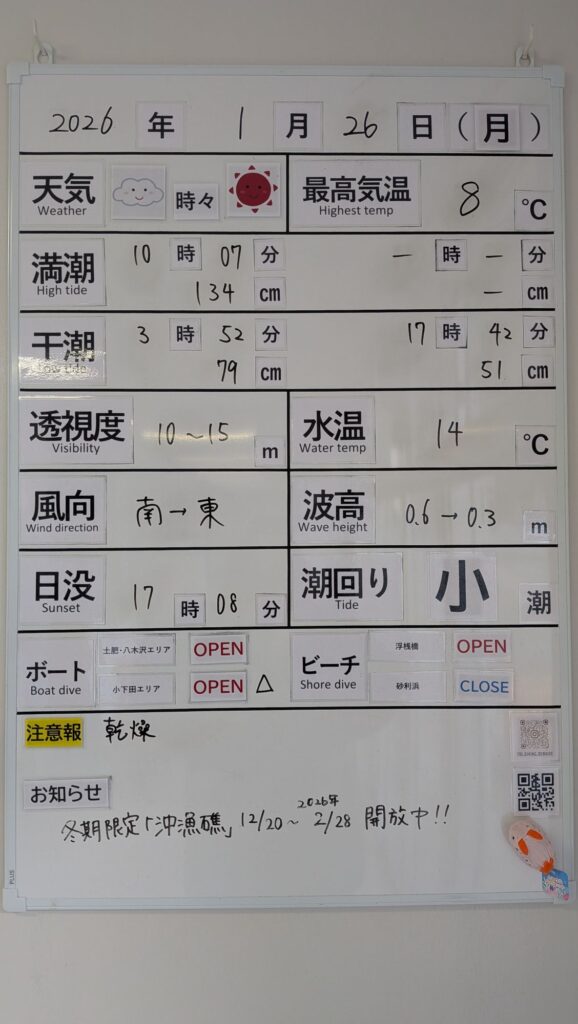 2026 年 1 月 26 日 (月)
天気 時々 最高気温 8 ℃
Weather Highest temp
満潮 10 時 07 分 ー 時 ー 分
High tide 134 cm ー cm
干潮 3 時 52 分 17 時 42 分
Low tide 79 cm 51 cm
透視度 10～15 m 水温 14 ℃
Visibility Water temp
風向 南→東 波高 0.6→0.3 m
Wind direction Wave height
日没 17 時 08 分 潮回り 小 潮
Sunset Tide
ボート 土肥・八木沢エリア OPEN ビーチ 浮桟橋 OPEN
Boat dive 小下田エリア OPEN △ Shore dive 砂利浜 CLOSE
注意報 乾燥
お知らせ
冬期限定「沖漁礁」12/20～2026年2/28 開放中!!
PLUS